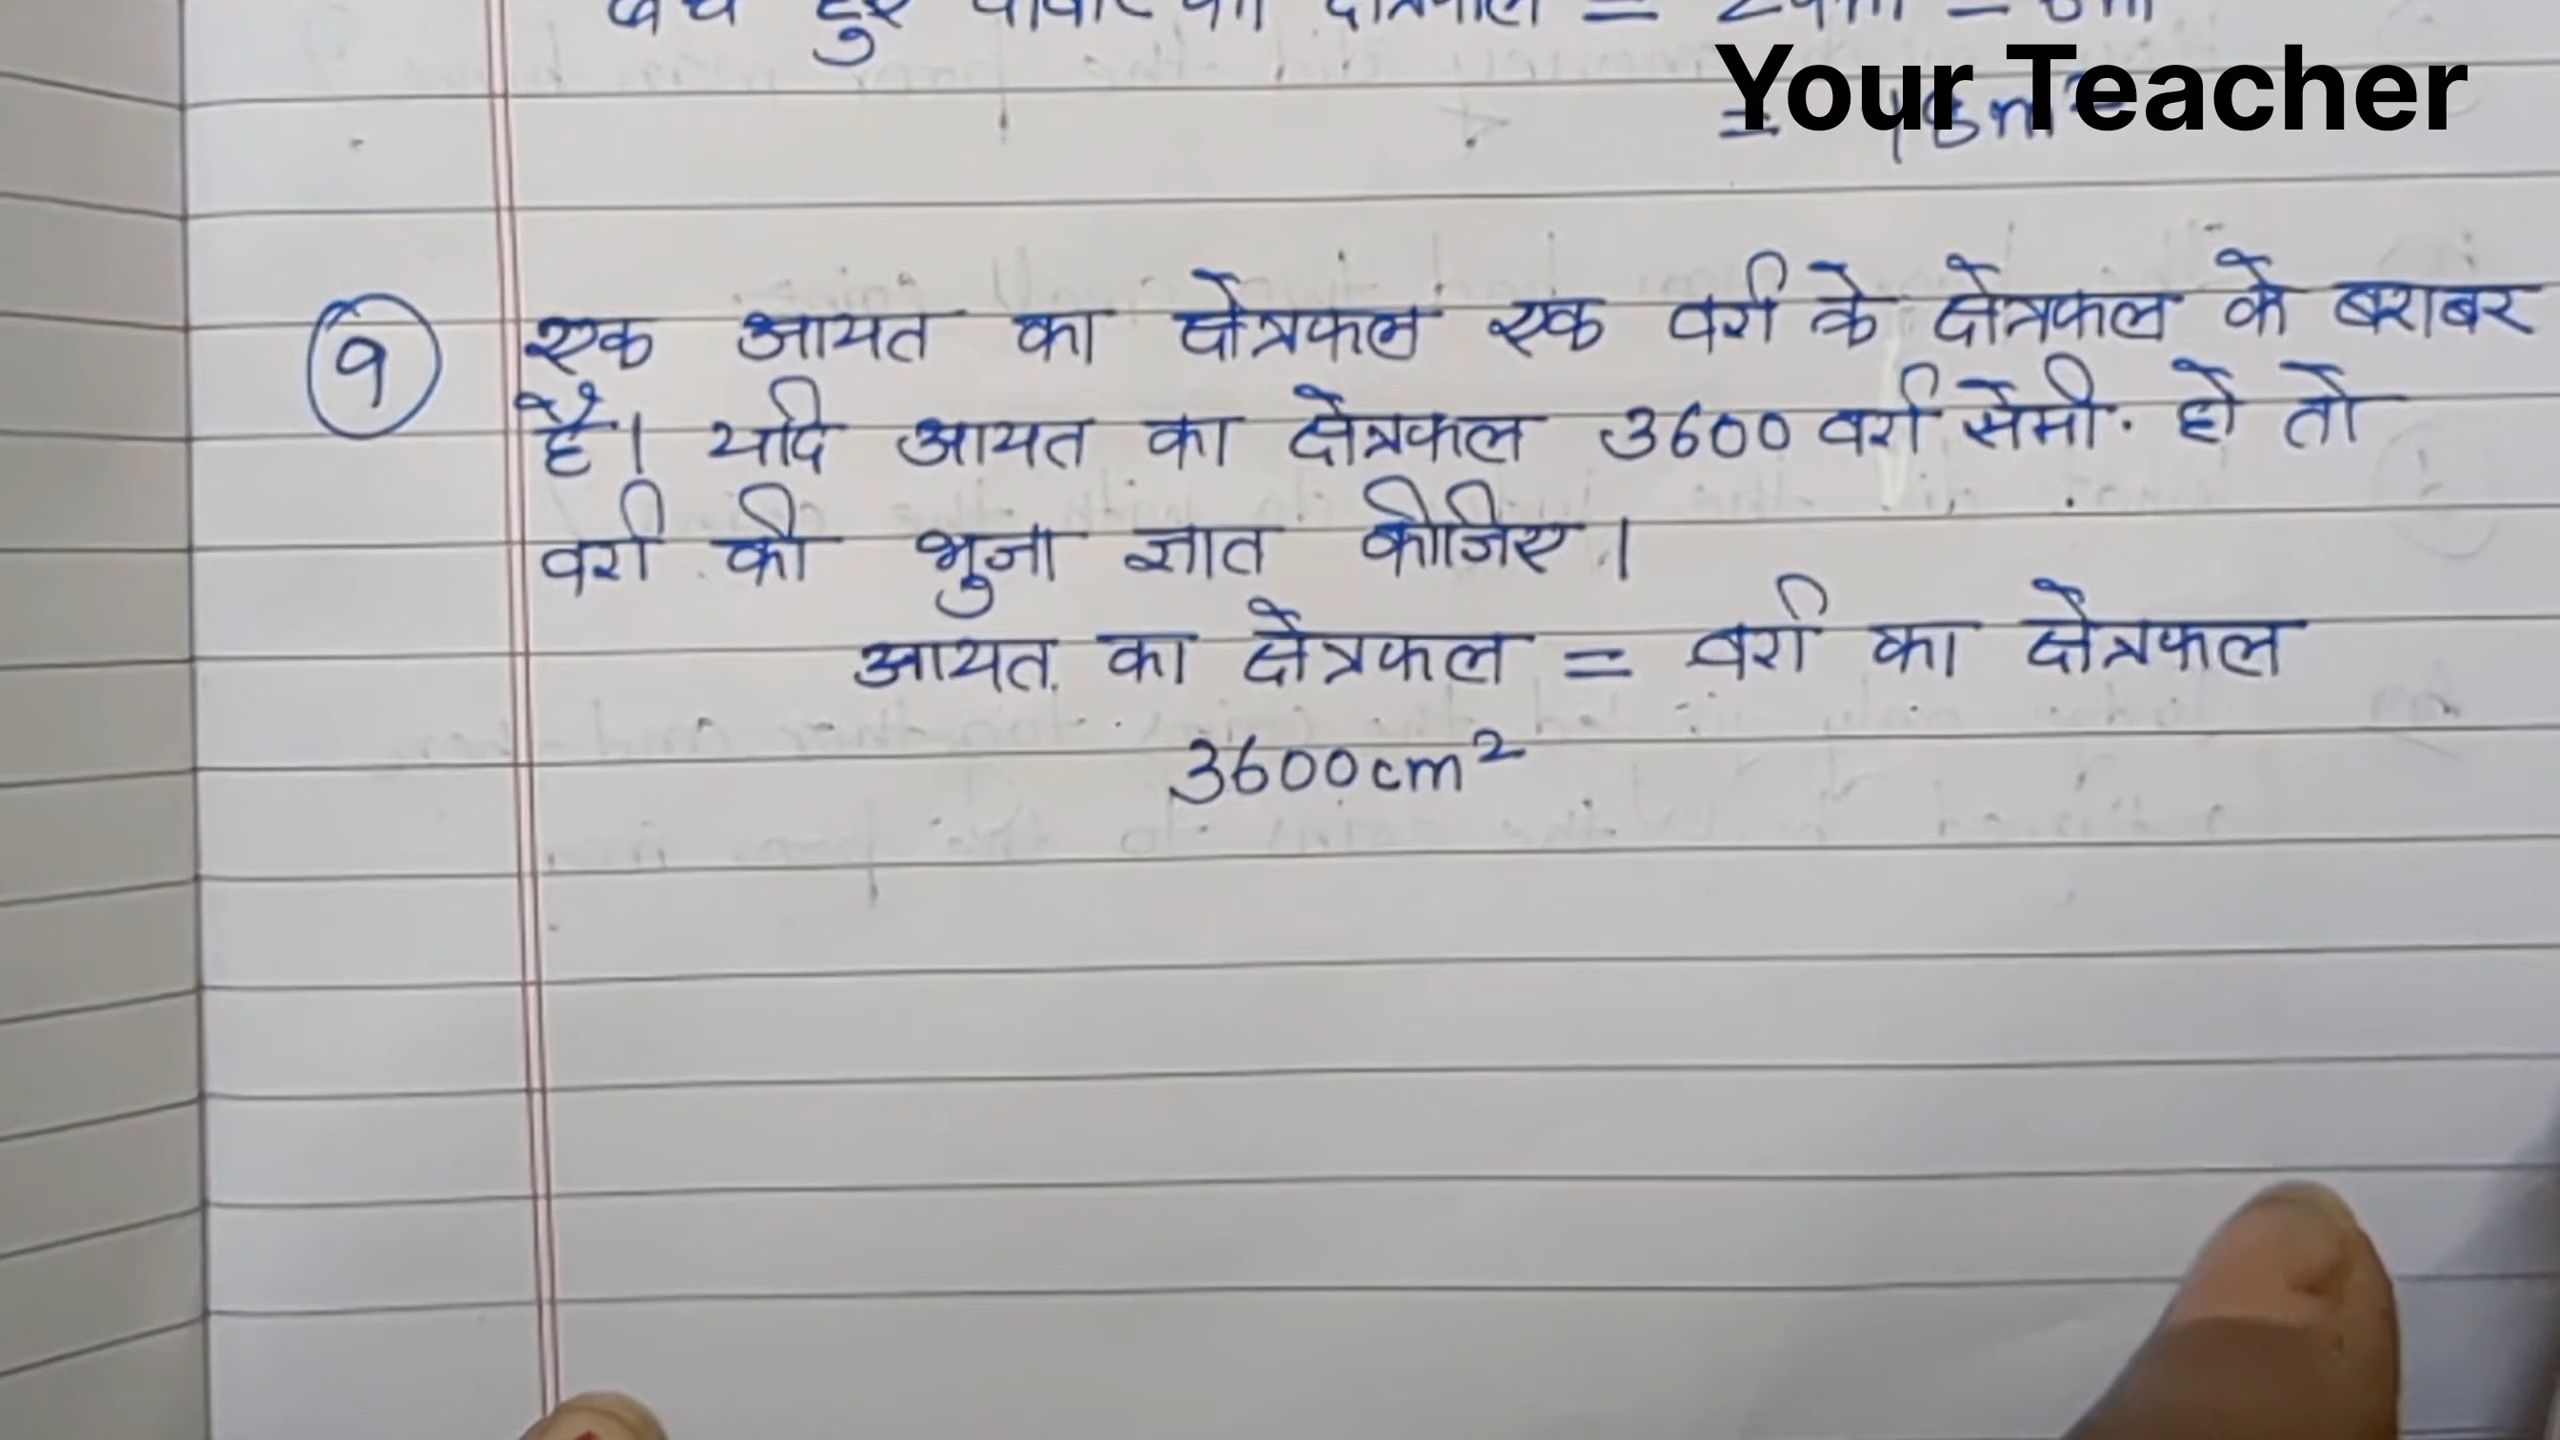 हुए
Your Teacher
= 18m²
9 एक आयत का क्षेत्रफल एक वर्ग के क्षेत्रफल के बराबर
है। यदि आयत का क्षेत्रफल 3600 वर्ग सेमी. हो तो
वर्ग की भुजा ज्ञात कीजिए।
आयत का क्षेत्रफल = वर्ग का क्षेत्रफल
3600cm²